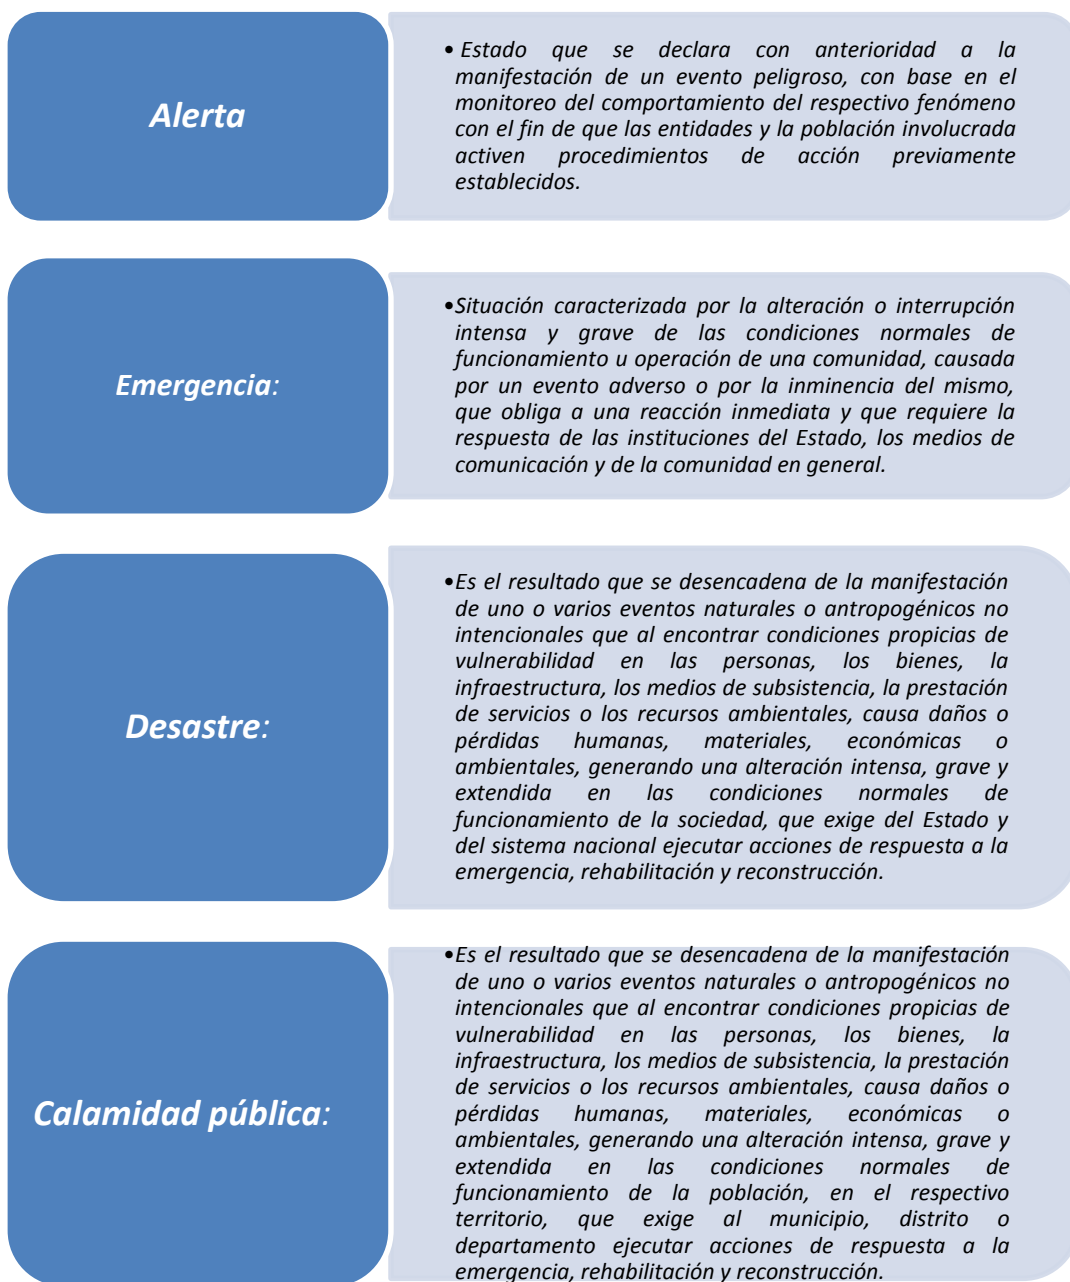 Alerta
• Estado que se declara con anterioridad a la
manifestación de un evento peligroso, con base en el
monitoreo del comportamiento del respectivo fenómeno
con el fin de que las entidades y la población involucrada
activen procedimientos de acción previamente
establecidos.
Emergencia:
•Situación caracterizada por la alteración o interrupción
intensa y grave de las condiciones normales de
funcionamiento u operación de una comunidad, causada
por un evento adverso o por la inminencia del mismo,
que obliga a una reacción inmediata y que requiere la
respuesta de las instituciones del Estado, los medios de
comunicación y de la comunidad en general.
Desastre:
•Es el resultado que se desencadena de la manifestación
de uno o varios eventos naturales o antropogénicos no
intencionales que al encontrar condiciones propicias de
vulnerabilidad en las personas, los bienes, la
infraestructura, los medios de subsistencia, la prestación
de servicios o los recursos ambientales, causa daños o
pérdidas humanas, materiales, económicas o
ambientales, generando una alteración intensa, grave y
extendida en las condiciones normales de
funcionamiento de la sociedad, que exige del Estado y
del sistema nacional ejecutar acciones de respuesta a la
emergencia, rehabilitación y reconstrucción.
Calamidad pública:
•Es el resultado que se desencadena de la manifestación
de uno o varios eventos naturales o antropogénicos no
intencionales que al encontrar condiciones propicias de
vulnerabilidad en las personas, los bienes, la
infraestructura, los medios de subsistencia, la prestación
de servicios o los recursos ambientales, causa daños o
pérdidas humanas, materiales, económicas o
ambientales, generando una alteración intensa, grave y
extendida en las condiciones normales de
funcionamiento de la población, en el respectivo
territorio, que exige al municipio, distrito o
departamento ejecutar acciones de respuesta a la
emergencia, rehabilitación y reconstrucción.